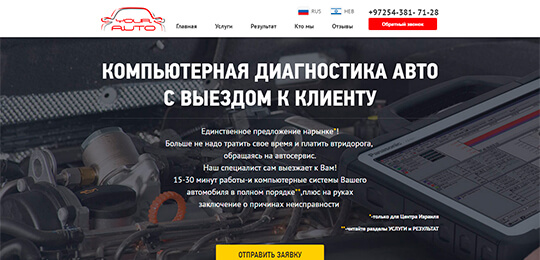 YOUR AUTO
RUS
HEB
+97254-381- 71-28
Главная
Услуги
Результат
Кто мы
Отзывы
Обратный звонок
КОМПЬЮТЕРНАЯ ДИАГНОСТИКА АВТО
С ВЫЕЗДОМ К КЛИЕНТУ
Единственное предложение нарынке*!
Больше не надо тратить свое время и платить втридорога,
обращаясь на автосервис.
Наш специалист сам выезжает к Вам!
15-30 минут работы-и компьютерные системы Вашего
автомобиля в полном порядке**,плюс на руках
заключение о причинах неисправности
*-только для Центра Израиля
**-читайте разделы УСЛУГИ и РЕЗУЛЬТАТ
ОТПРАВИТЬ ЗАЯВКУ
Panasonic